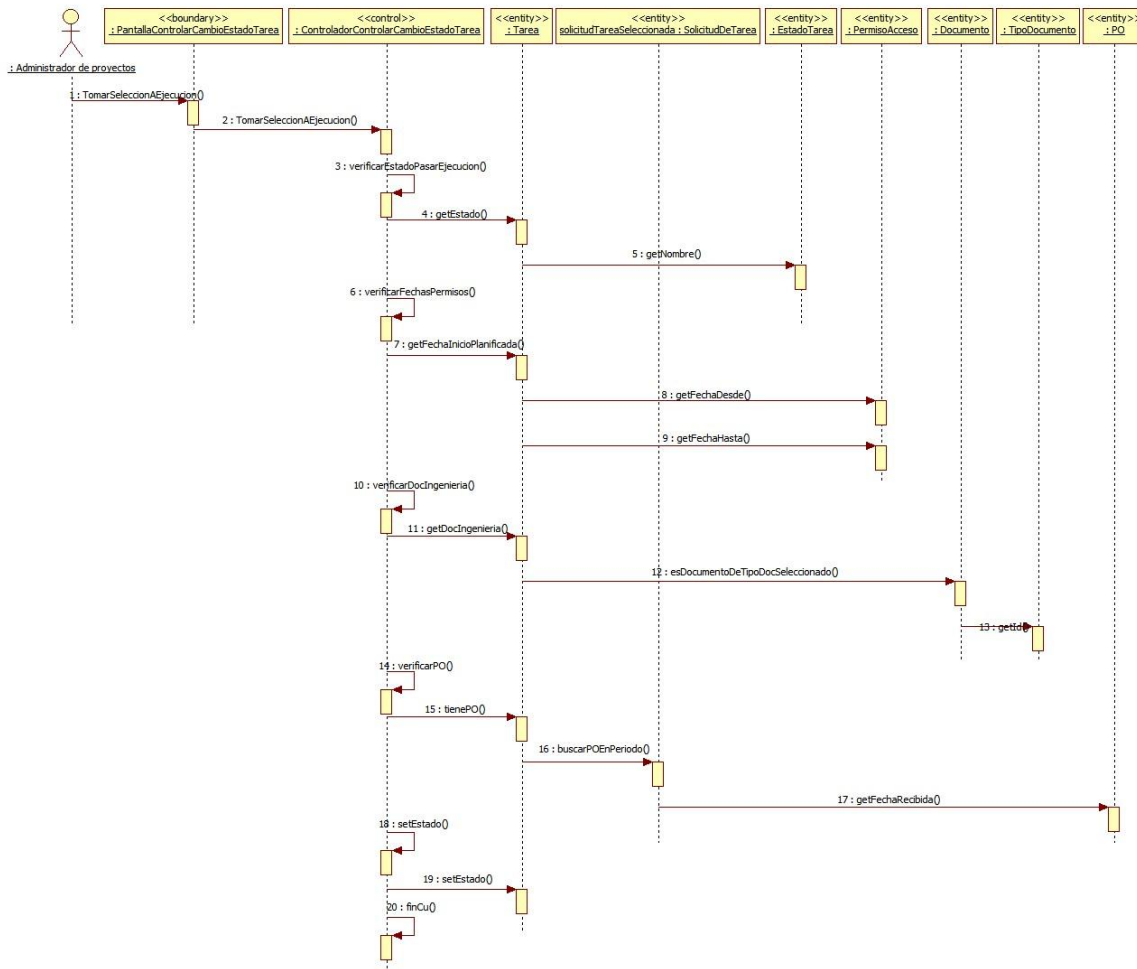 <<boundary>>
: PantallaControlarCambioEstadoTarea
<<control>>
: ControladorControlarCambioEstadoTarea
<<entity>>
: Tarea
<<entity>>
solicitudTareaSeleccionada : SolicitudDeTarea
<<entity>>
: EstadoTarea
<<entity>>
: PermisoAcceso
<<entity>>
: Documento
<<entity>>
: TipoDocumento
<<entity>>
: PO
: Administrador de proyectos
1 : TomarSeleccionAEjecucion()
2 : TomarSeleccionAEjecucion()
3 : verificarEstadoPasarEjecucion()
4 : getEstado()
5 : getNombre()
6 : verificarFechasPermisos()
7 : getFechaInicioPlanificada()
8 : getFechaDesde()
9 : getFechaHasta()
10 : verificarDocIngenieria()
11 : getDocIngenieria()
12 : esDocumentoDeTipoDocSeleccionado()
13 : getId()
14 : verificarPO()
15 : tienePO()
16 : buscarPOEnPeriodo()
17 : getFechaRecibida()
18 : setEstado()
19 : setEstado()
20 : finCu()